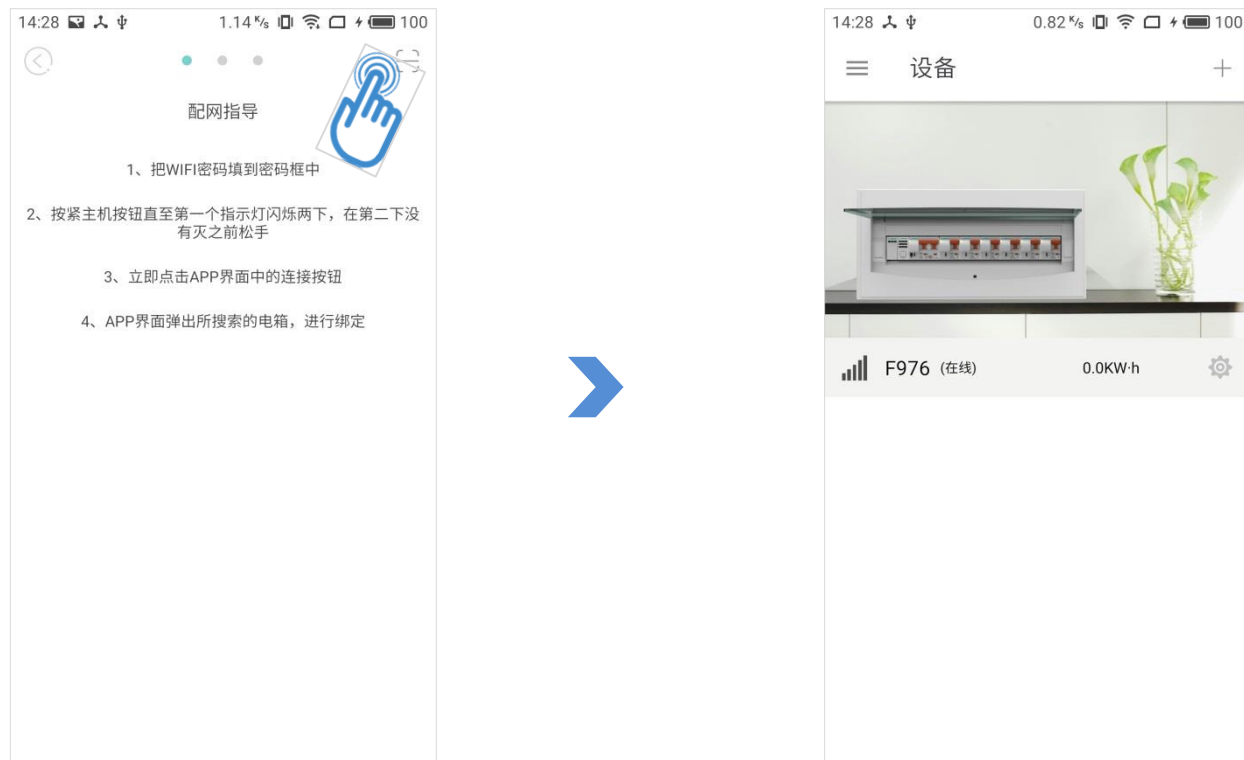 14:28
1.14 K/s
100
配网指导
1、把WIFI密码填到密码框中
2、按紧主机按钮直至第一个指示灯闪烁两下，在第二下没
有灭之前松手
3、立即点击APP界面中的连接按钮
4、APP界面弹出所搜索的电箱，进行绑定
14:28
0.82 K/s
100
设备
F976 (在线)
0.0KW·h